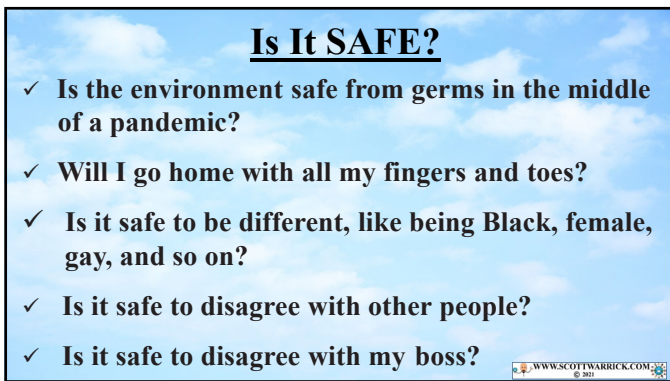 Is It SAFE?
✓ Is the environment safe from germs in the middle
of a pandemic?
✓ Will I go home with all my fingers and toes?
✓ Is it safe to be different, like being Black, female,
gay, and so on?
✓ Is it safe to disagree with other people?
✓ Is it safe to disagree with my boss?
WWW.SCOTTWARRICK.COM
© 2021